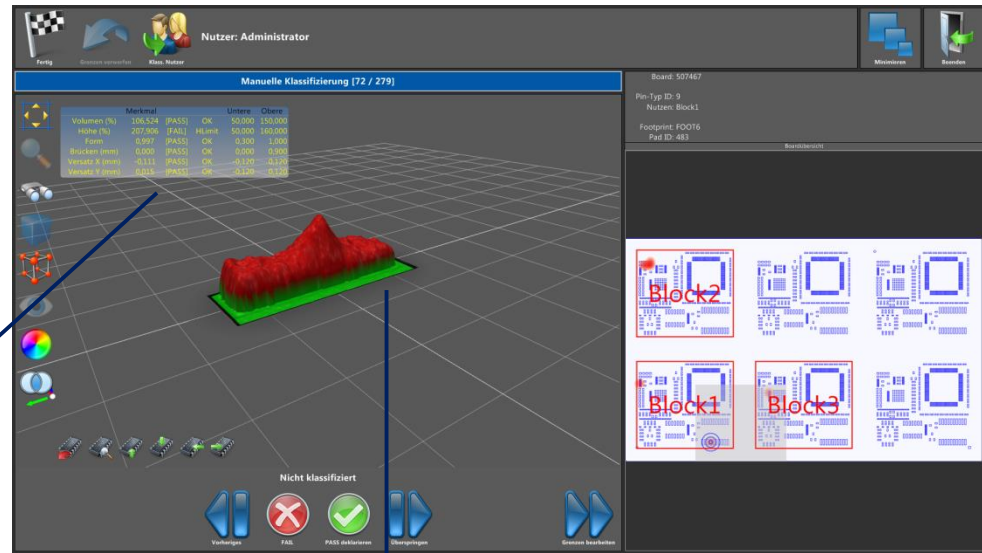 Nutzer: Administrator
Fertig
Grenzen verwerfen
Klass. Nutzer
Minimieren
Beenden
Manuelle Klassifizierung [72 / 279]
Merkmal Untere Obere
Volumen (%) 106,524 [PASS] OK 50,000 150,000
Höhe (%) 207,906 [FAIL] HLimit 50,000 160,000
Form 0,997 [PASS] OK 0,300 1,000
Brücken (mm) 0,000 [PASS] OK 0,000 0,900
Versatz X (mm) -0,111 [PASS] OK -0,120 0,120
Versatz Y (mm) 0,015 [PASS] OK -0,120 0,120
Nicht klassifiziert
Vorheriges
FAIL
PASS deklarieren
Überspringen
Grenzen bearbeiten
Board: 507467
Pin-Typ ID: 9
Nutzen: Block1
Footprint: FOOT6
Pad ID: 483
Boardübersicht
Block2
Block1
Block3